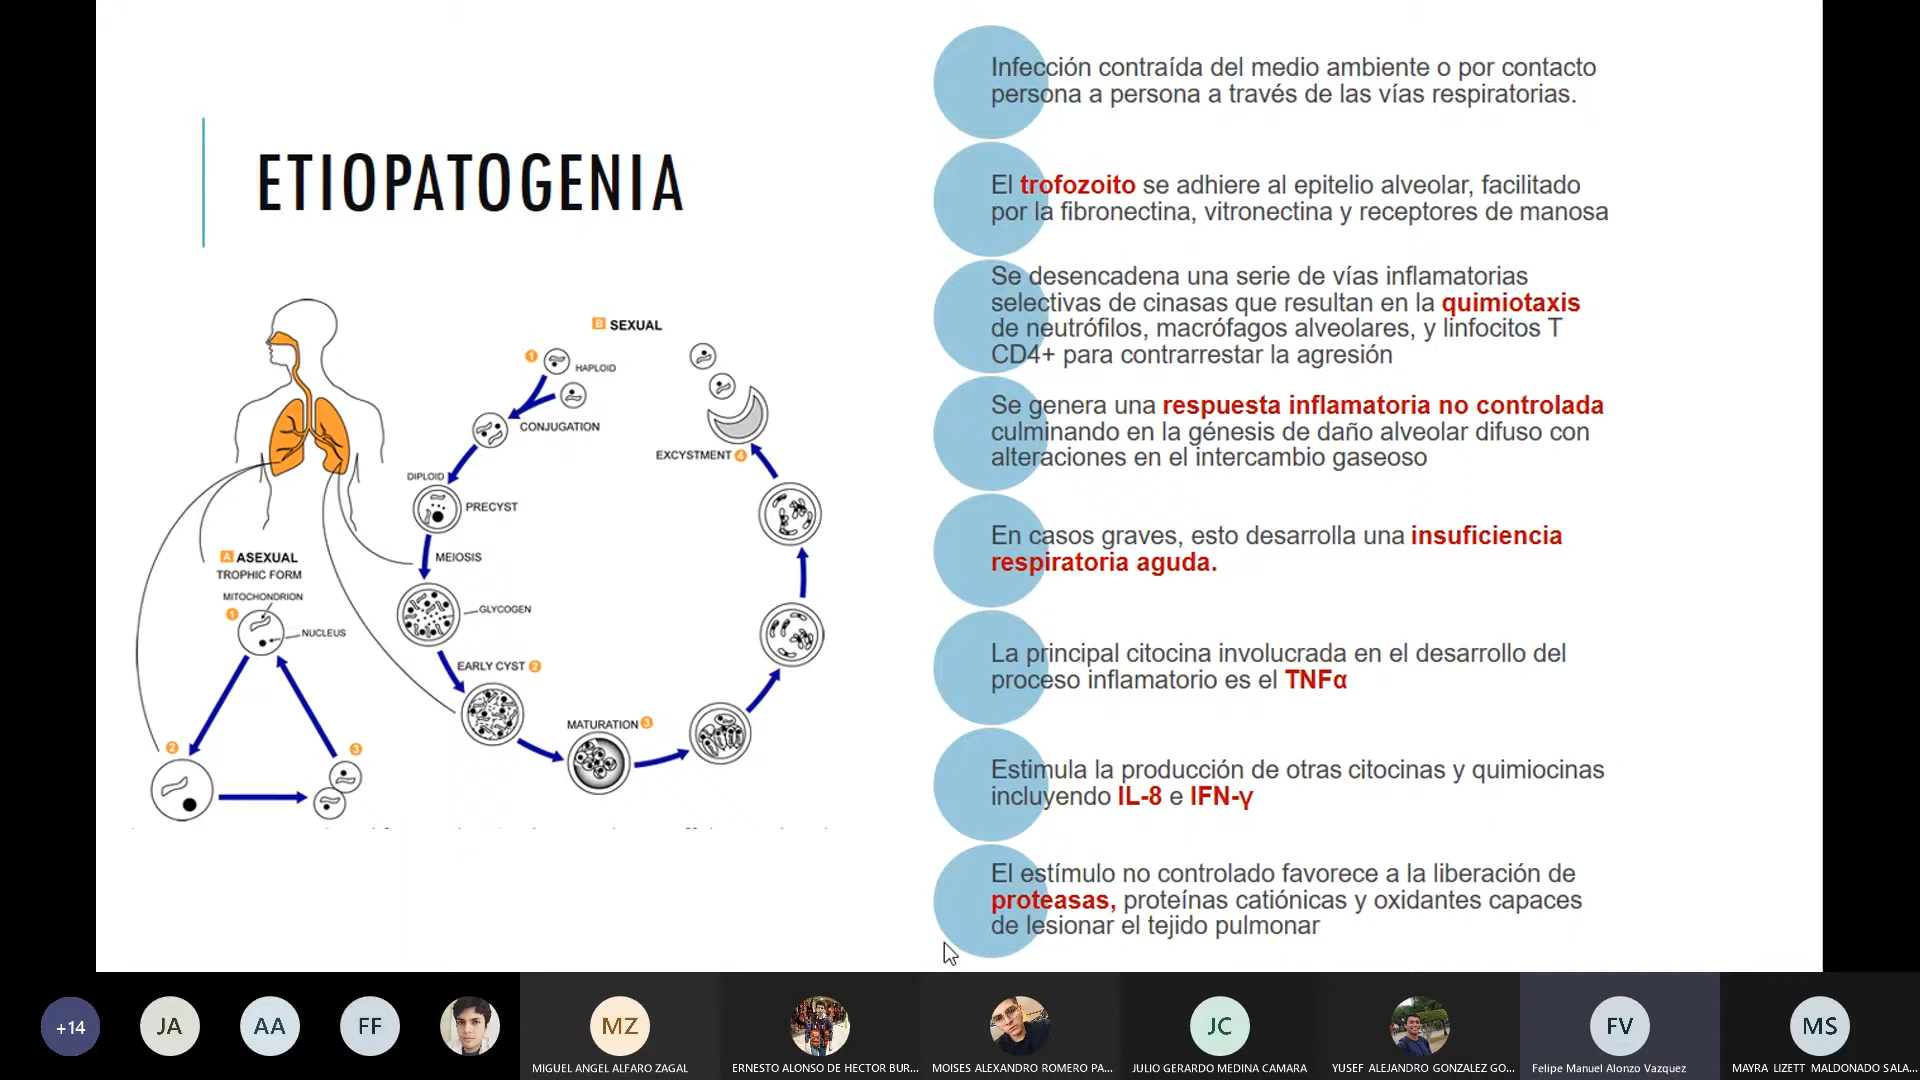 ETIOPATOGENIA
B SEXUAL
1
HAPLOID
CONJUGATION
EXCYSTMENT 4
DIPLOID
PRECYST
MEIOSIS
A ASEXUAL
TROPHIC FORM
MITOCHONDRION
1
GLYCOGEN
NUCLEUS
EARLY CYST 2
MATURATION 3
2
3
Infección contraída del medio ambiente o por contacto
persona a persona a través de las vías respiratorias.
El trofozoito se adhiere al epitelio alveolar, facilitado
por la fibronectina, vitronectina y receptores de manosa
Se desencadena una serie de vías inflamatorias
selectivas de cinasas que resultan en la quimiotaxis
de neutrófilos, macrófagos alveolares, y linfocitos T
CD4+ para contrarrestar la agresión
Se genera una respuesta inflamatoria no controlada
culminando en la génesis de daño alveolar difuso con
alteraciones en el intercambio gaseoso
En casos graves, esto desarrolla una insuficiencia
respiratoria aguda.
La principal citocina involucrada en el desarrollo del
proceso inflamatorio es el TNFα
Estimula la producción de otras citocinas y quimiocinas
incluyendo IL-8 e IFN-γ
El estímulo no controlado favorece a la liberación de
proteasas, proteínas catiónicas y oxidantes capaces
de lesionar el tejido pulmonar
+14
JA
AA
FF
MZ
JC
FV
MS
MIGUEL ANGEL ALFARO ZAGAL
ERNESTO ALONSO DE HECTOR BUR...
MOISES ALEXANDRO ROMERO PA...
JULIO GERARDO MEDINA CAMARA
YUSEF ALEJANDRO GONZALEZ GO...
Felipe Manuel Alonzo Vazquez
MAYRA LIZETT MALDONADO SALA...